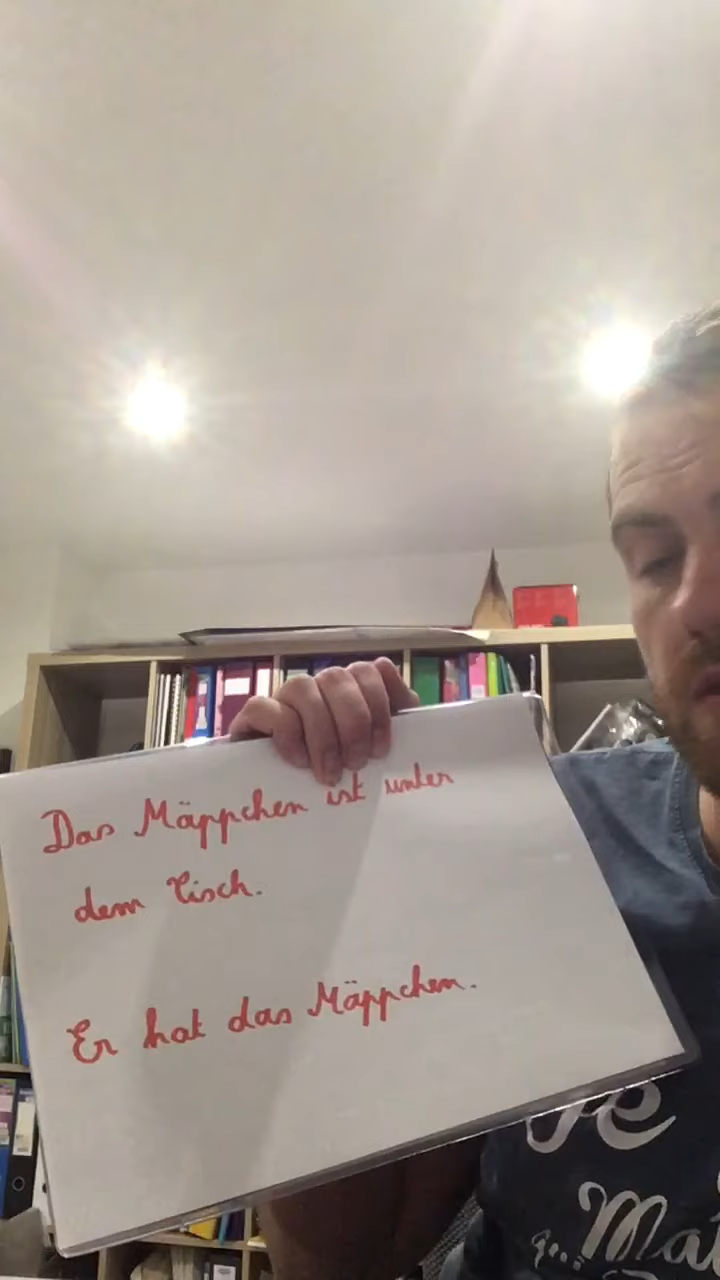 Das Mäppchen ist unter
dem Tisch.
Er hat das Mäppchen.